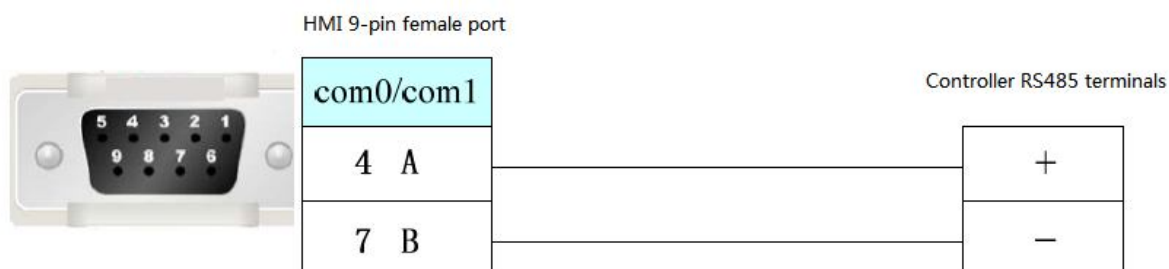 HMI 9-pin female port
com0/com1
Controller RS485 terminals
5 4 3 2 1
9 8 7 6
4 A
+
7 B
−